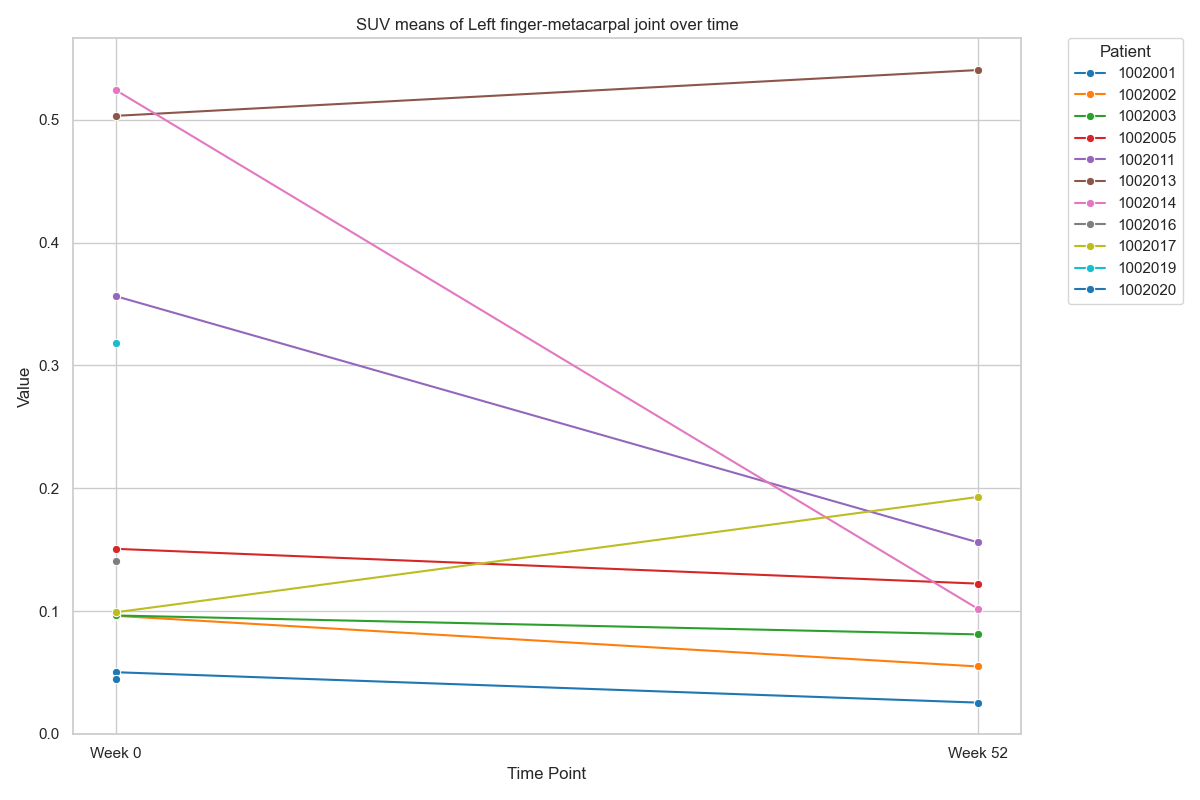 SUV means of Left finger-metacarpal joint over time
Patient
1002001
1002002
1002003
1002005
1002011
1002013
1002014
1002016
1002017
1002019
1002020
Value
0.5
0.4
0.3
0.2
0.1
0.0
Week 0
Week 52
Time Point